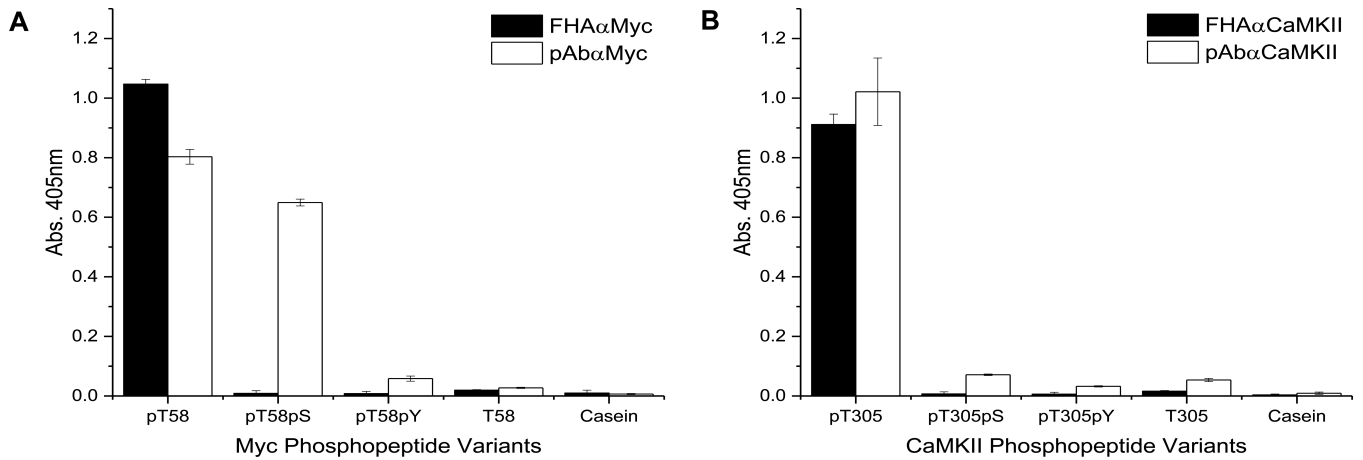 A
FHAαMyc
pAbαMyc
Abs. 405nm
1.2
1.0
0.8
0.6
0.4
0.2
0.0
pT58 pT58pS pT58pY T58 Casein
Myc Phosphopeptide Variants
B
FHAαCaMKII
pAbαCaMKII
Abs. 405nm
1.2
1.0
0.8
0.6
0.4
0.2
0.0
pT305 pT305pS pT305pY T305 Casein
CaMKII Phosphopeptide Variants